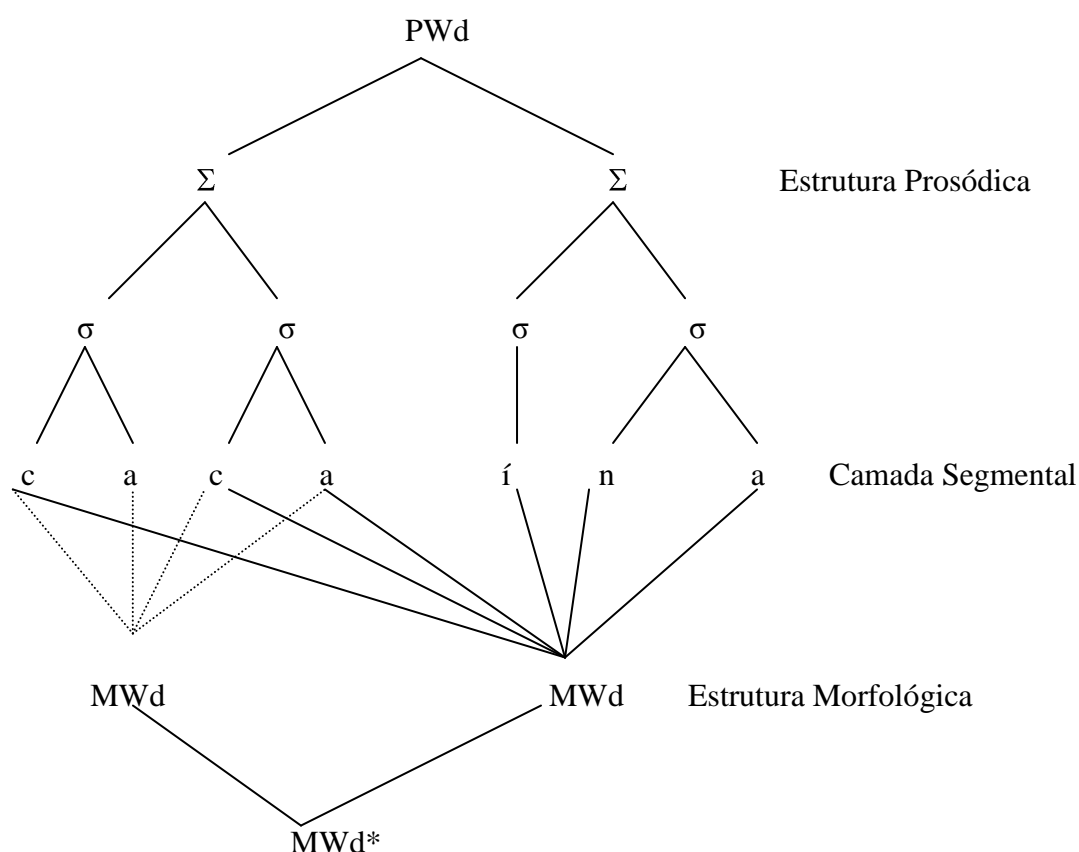 PWd
Σ Σ Estrutura Prosódica
σ σ σ σ
c a c a í n a Camada Segmental
MWd MWd Estrutura Morfológica
MWd*